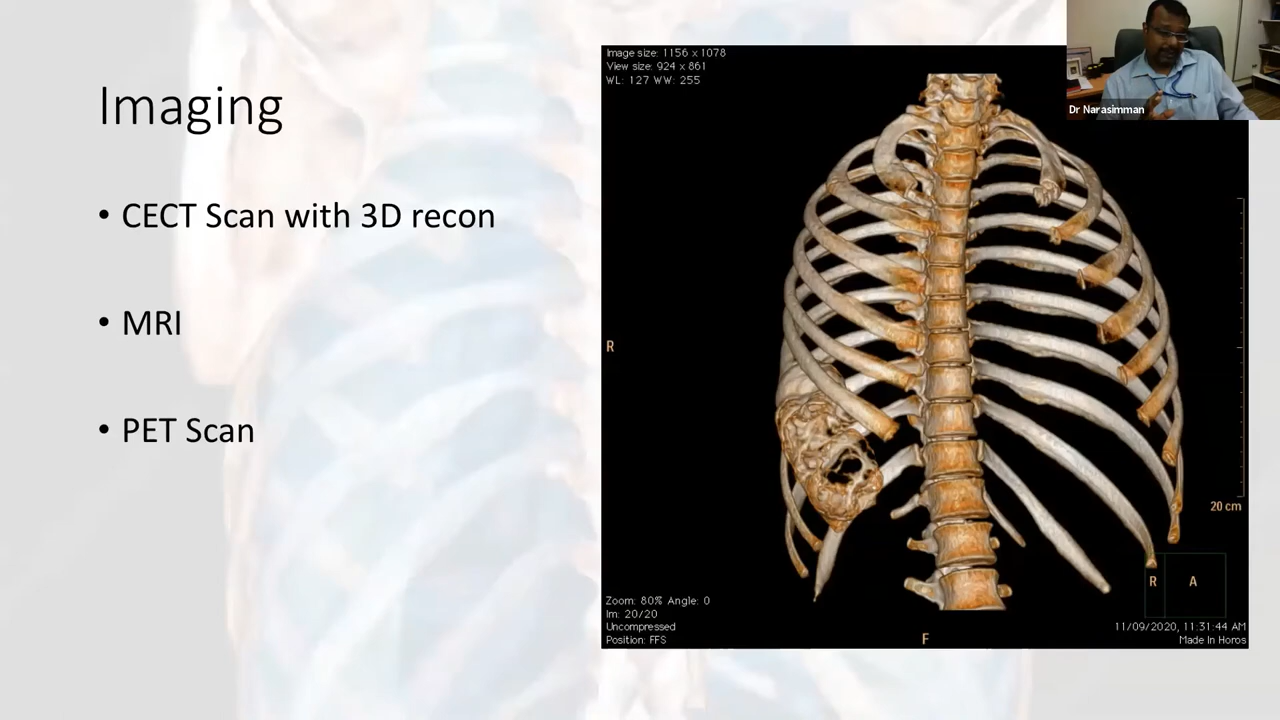 Imaging
• CECT Scan with 3D recon
• MRI
• PET Scan
Image size: 1156 x 1078
View size: 924 x 861
WL: 127 WW: 255
Dr Narasimman
R
20 cm
R A
Zoom: 80% Angle: 0
Im: 20/20
Uncompressed
Position: FFS
F
11/09/2020, 11:31:44 AM
Made In Horos